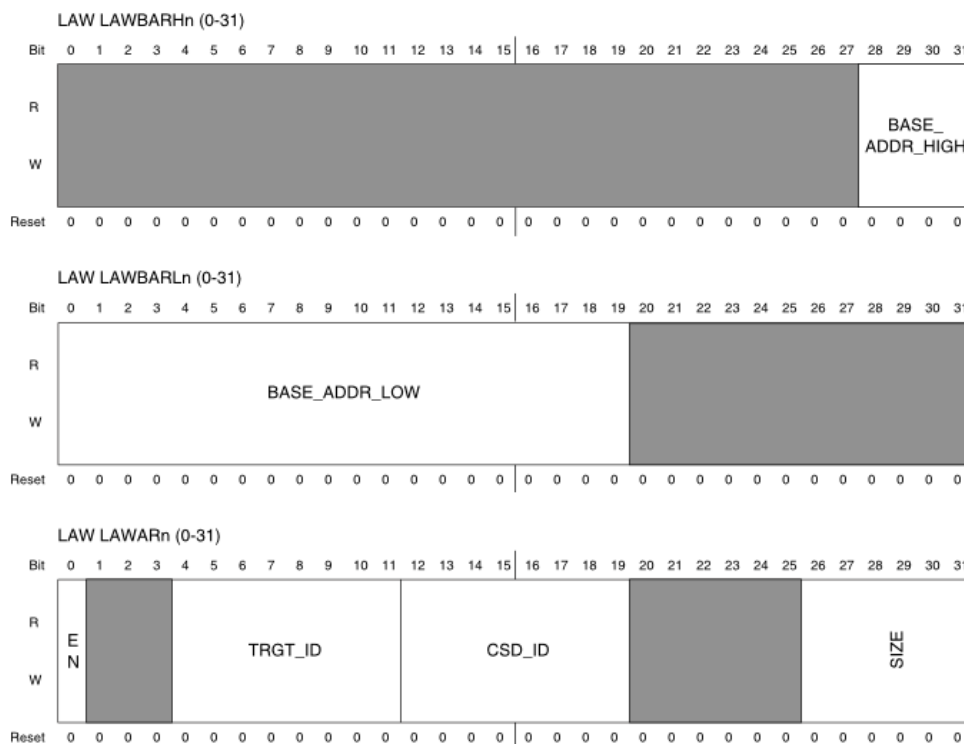 LAW LAWBARHn (0-31)
Bit 0 1 2 3 4 5 6 7 8 9 10 11 12 13 14 15 16 17 18 19 20 21 22 23 24 25 26 27 28 29 30 31
R
BASE_
ADDR_HIGH
W
Reset 0 0 0 0 0 0 0 0 0 0 0 0 0 0 0 0 0 0 0 0 0 0 0 0 0 0 0 0 0 0 0 0
LAW LAWBARLn (0-31)
Bit 0 1 2 3 4 5 6 7 8 9 10 11 12 13 14 15 16 17 18 19 20 21 22 23 24 25 26 27 28 29 30 31
R
BASE_ADDR_LOW
W
Reset 0 0 0 0 0 0 0 0 0 0 0 0 0 0 0 0 0 0 0 0 0 0 0 0 0 0 0 0 0 0 0 0
LAW LAWARn (0-31)
Bit 0 1 2 3 4 5 6 7 8 9 10 11 12 13 14 15 16 17 18 19 20 21 22 23 24 25 26 27 28 29 30 31
R
EN TRGT_ID CSD_ID SIZE
W
Reset 0 0 0 0 0 0 0 0 0 0 0 0 0 0 0 0 0 0 0 0 0 0 0 0 0 0 0 0 0 0 0 0